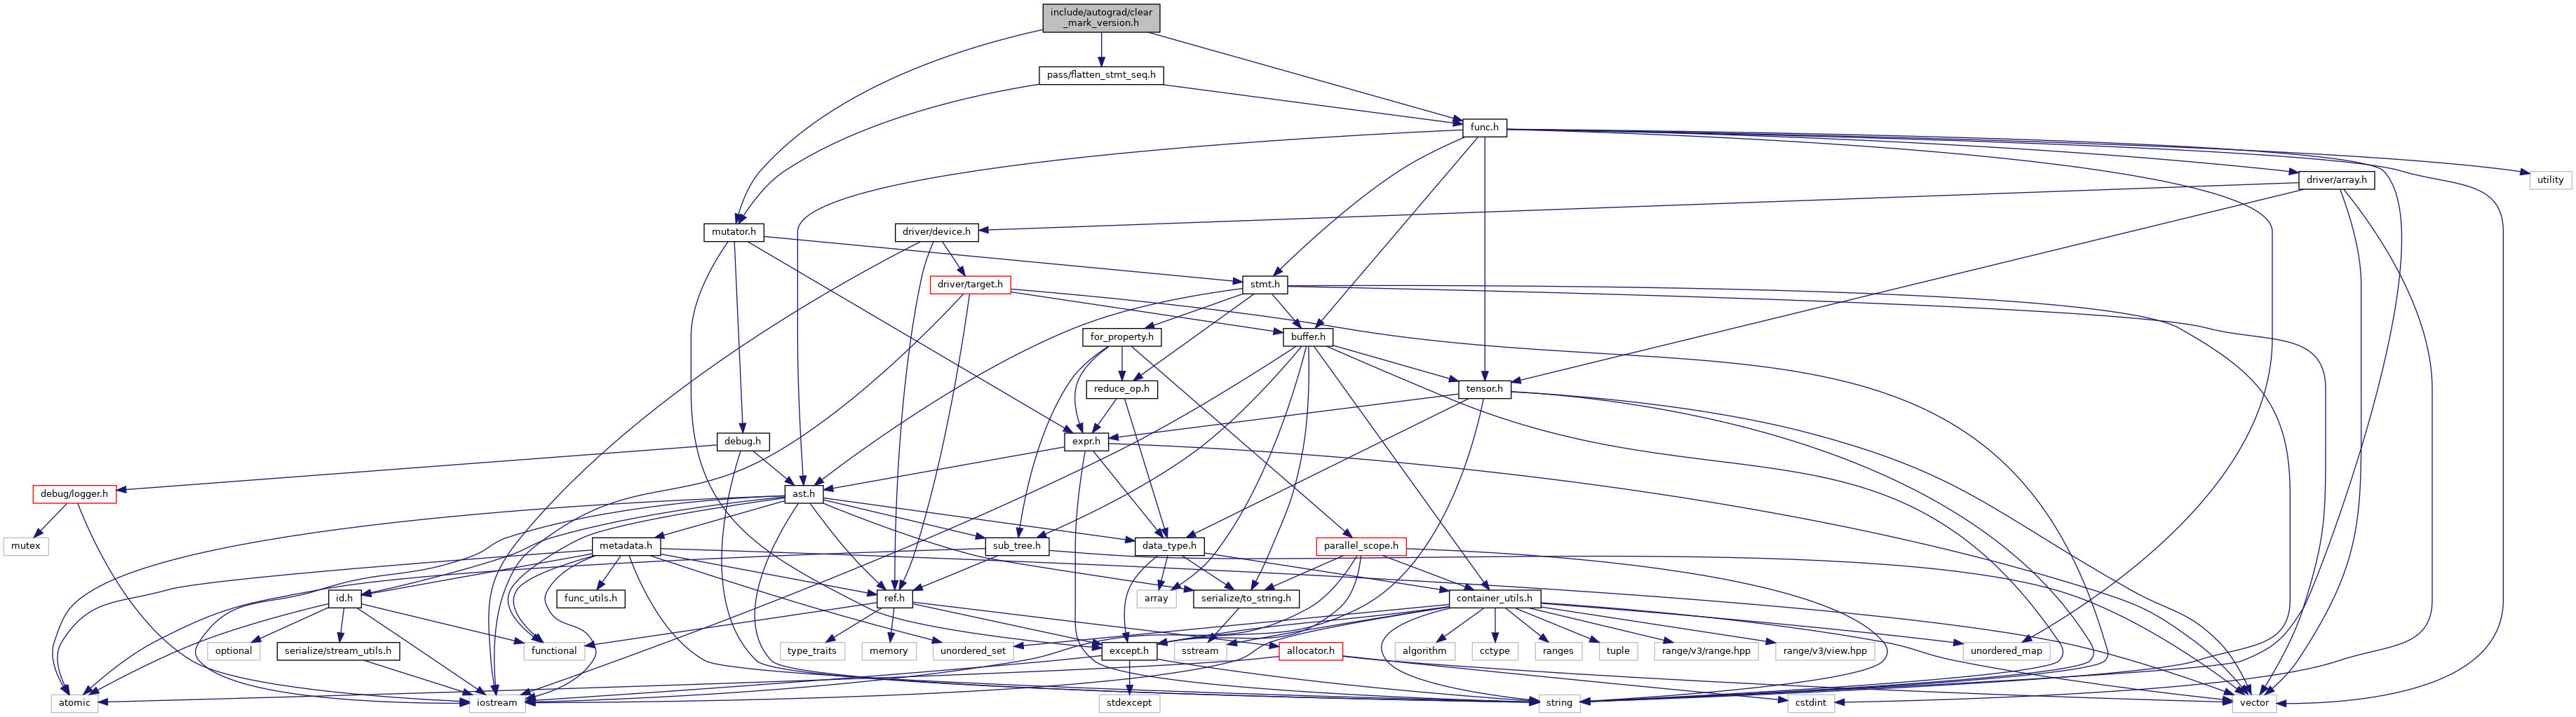 include/autograd/clear
_mark_version.h
pass/flatten_stmt_seq.h
func.h
driver/array.h
utility
mutator.h
driver/device.h
driver/target.h
stmt.h
for_property.h
buffer.h
reduce_op.h
tensor.h
debug.h
expr.h
debug/logger.h
ast.h
mutex
metadata.h
sub_tree.h
data_type.h
parallel_scope.h
id.h
func_utils.h
ref.h
array
serialize/to_string.h
container_utils.h
optional
serialize/stream_utils.h
functional
type_traits
memory
unordered_set
except.h
sstream
allocator.h
algorithm
cctype
ranges
tuple
range/v3/range.hpp
range/v3/view.hpp
unordered_map
atomic
iostream
stdexcept
string
cstdint
vector